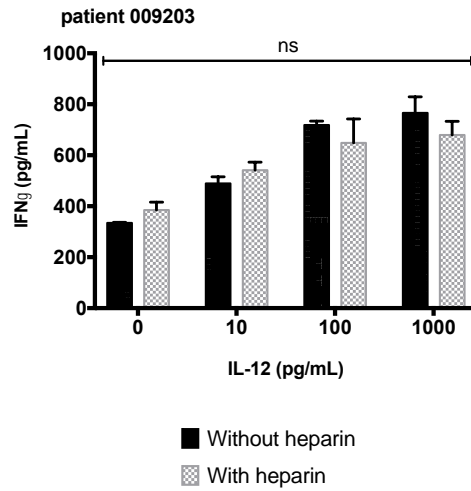 patient 009203
ns
1000
800
600
400
200
0
IFNg (pg/mL)
0 10 100 1000
IL-12 (pg/mL)
Without heparin
With heparin